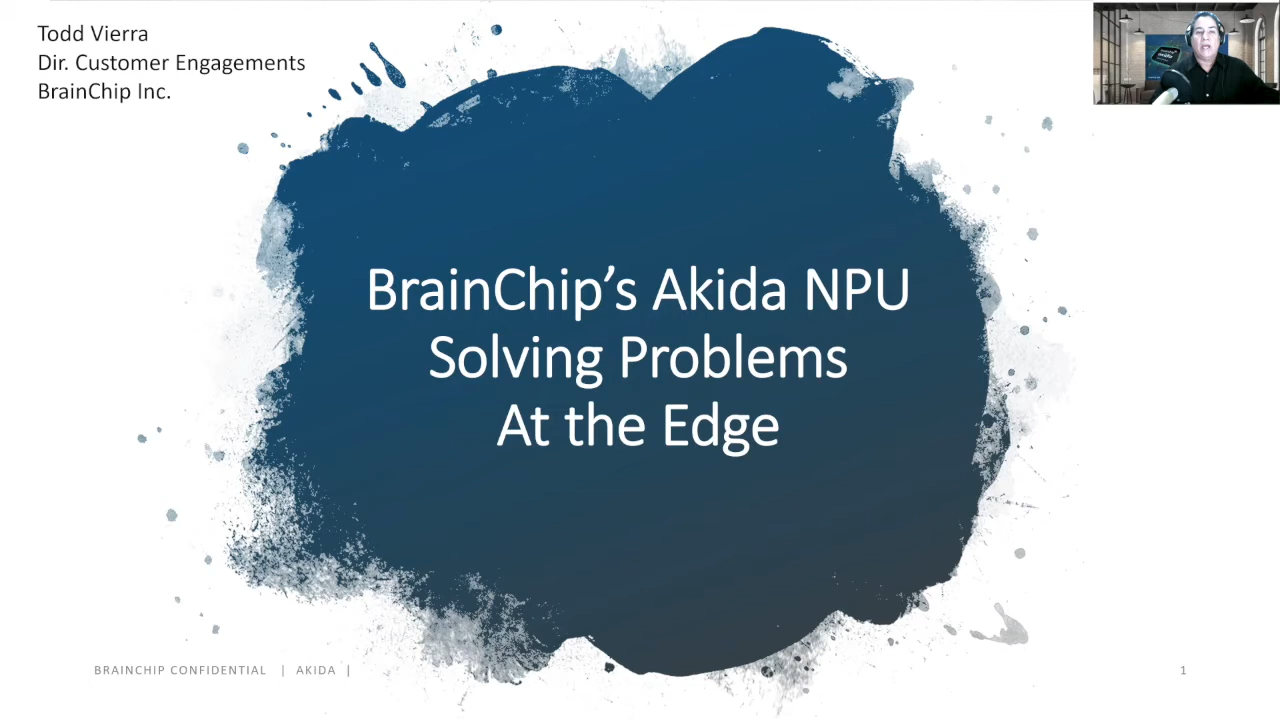 Todd Vierra
Dir. Customer Engagements
BrainChip Inc.
BrainChip's Akida NPU
Solving Problems
At the Edge
BRAINCHIP CONFIDENTIAL | AKIDA |
1